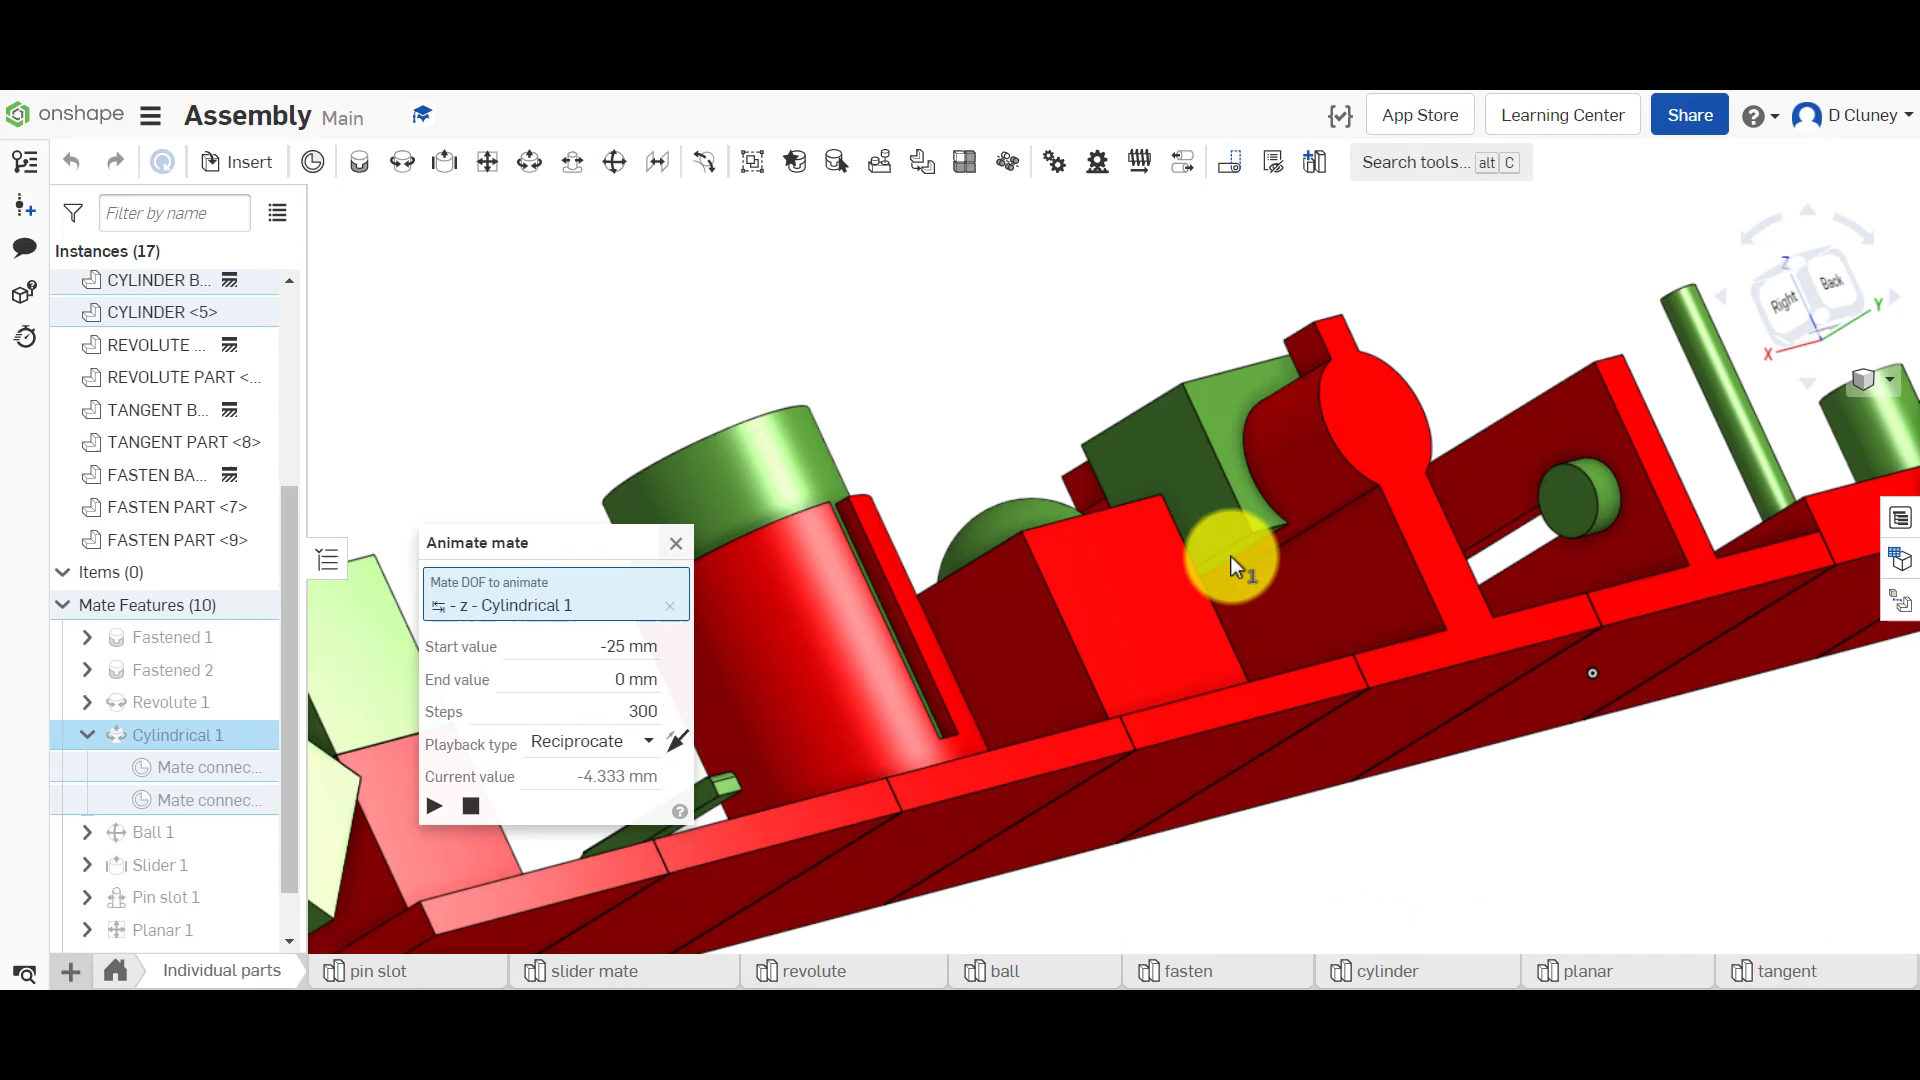 onshape Assembly Main App Store Learning Center Share D Cluney
Insert Search tools... alt C
Filter by name
Instances (17)
CYLINDER B...
CYLINDER <5>
REVOLUTE ...
REVOLUTE PART <...
TANGENT B...
TANGENT PART <8>
FASTEN BA...
FASTEN PART <7>
FASTEN PART <9>
Items (0)
Mate Features (10)
Fastened 1
Fastened 2
Revolute 1
Cylindrical 1
Mate connec...
Mate connec...
Ball 1
Slider 1
Pin slot 1
Planar 1
Animate mate
Mate DOF to animate
- z - Cylindrical 1
Start value -25 mm
End value 0 mm
Steps 300
Playback type Reciprocate
Current value -4.333 mm
1
Z
Right Back
Y
X
Individual parts pin slot slider mate revolute ball fasten cylinder planar tangent